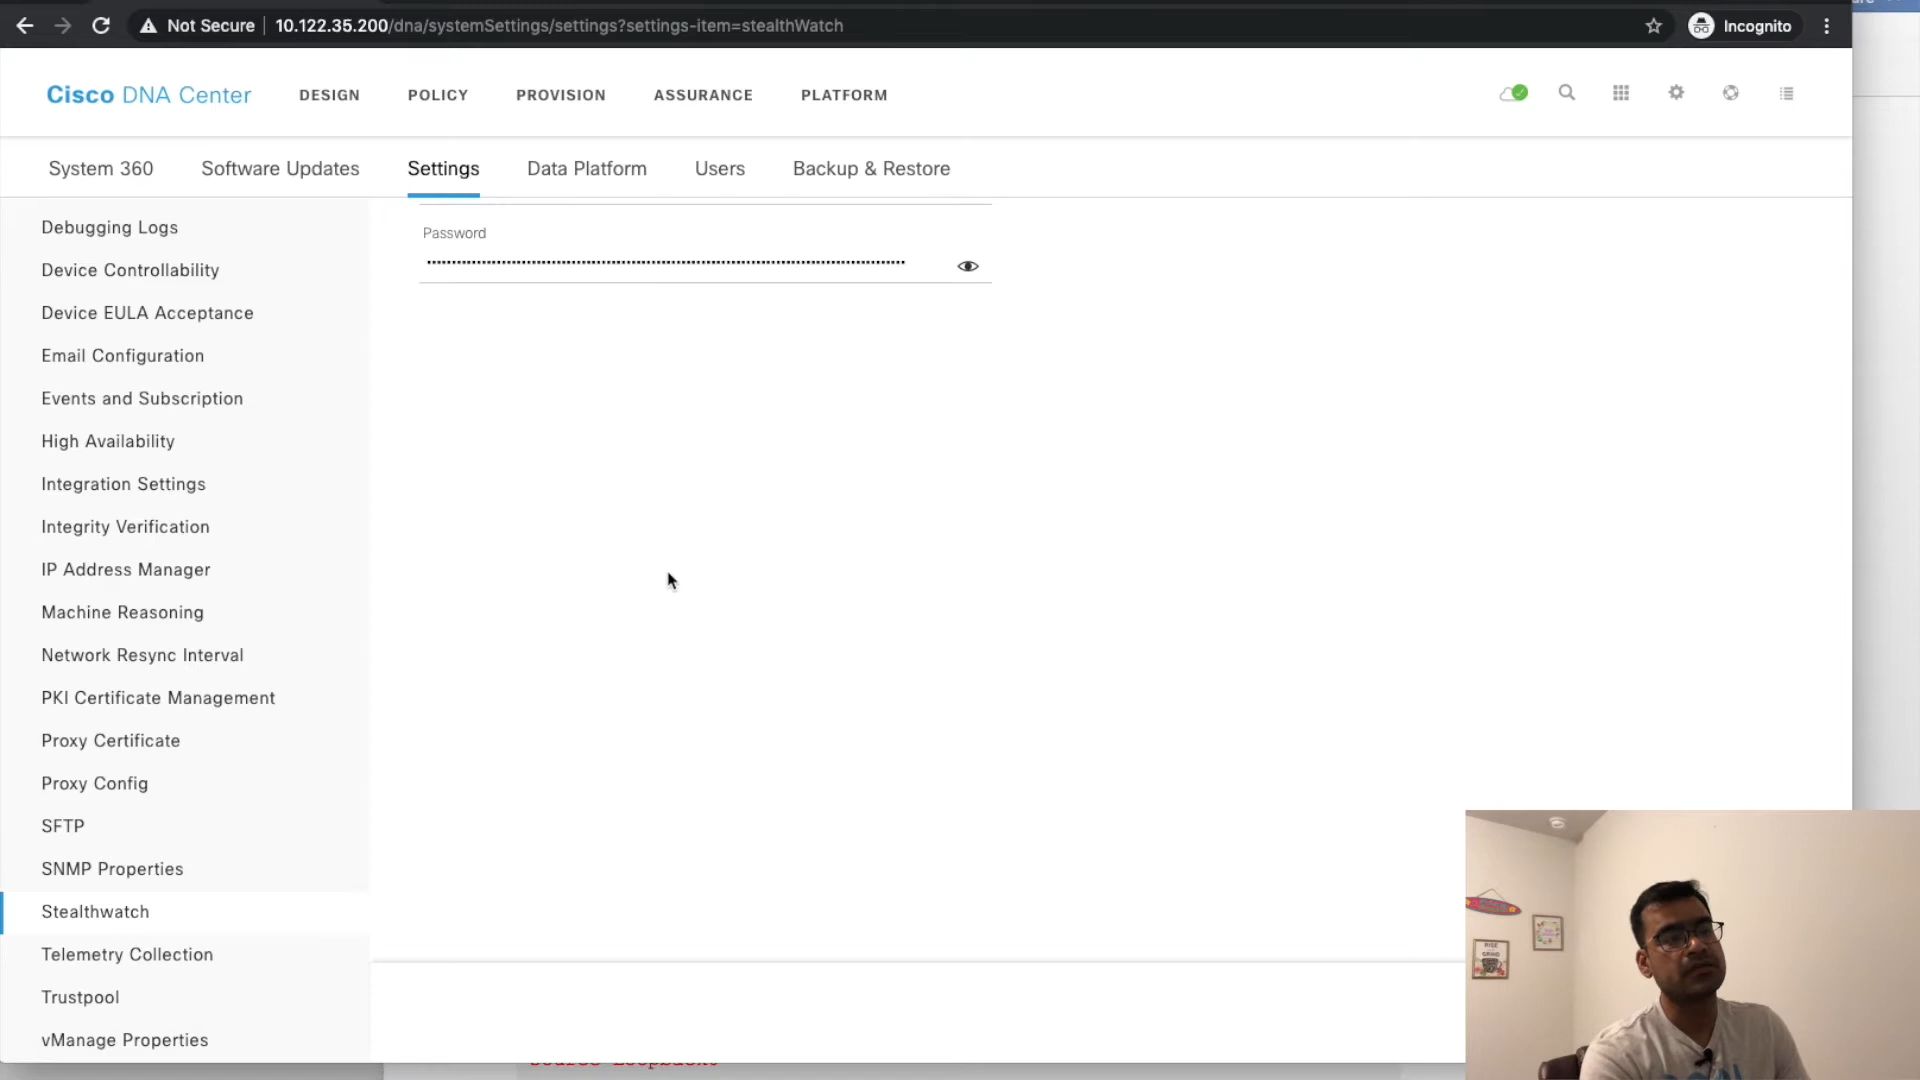 Not Secure 10.122.35.200/dna/systemSettings/settings?settings-item=stealthWatch Incognito
Cisco DNA Center DESIGN POLICY PROVISION ASSURANCE PLATFORM
System 360 Software Updates Settings Data Platform Users Backup & Restore
Debugging Logs
Device Controllability
Device EULA Acceptance
Email Configuration
Events and Subscription
High Availability
Integration Settings
Integrity Verification
IP Address Manager
Machine Reasoning
Network Resync Interval
PKI Certificate Management
Proxy Certificate
Proxy Config
SFTP
SNMP Properties
Stealthwatch
Telemetry Collection
Trustpool
vManage Properties
Password
RISE
GRIND